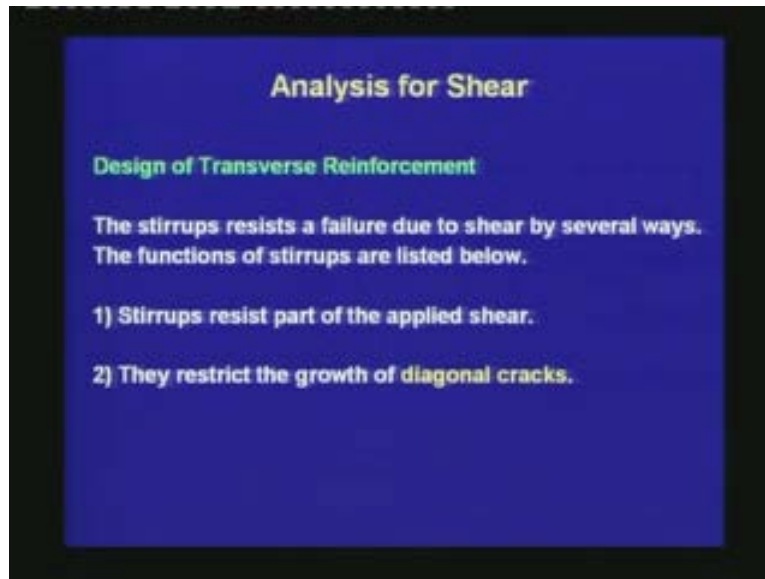 Analysis for Shear
Design of Transverse Reinforcement
The stirrups resists a failure due to shear by several ways.
The functions of stirrups are listed below.
1) Stirrups resist part of the applied shear.
2) They restrict the growth of diagonal cracks.